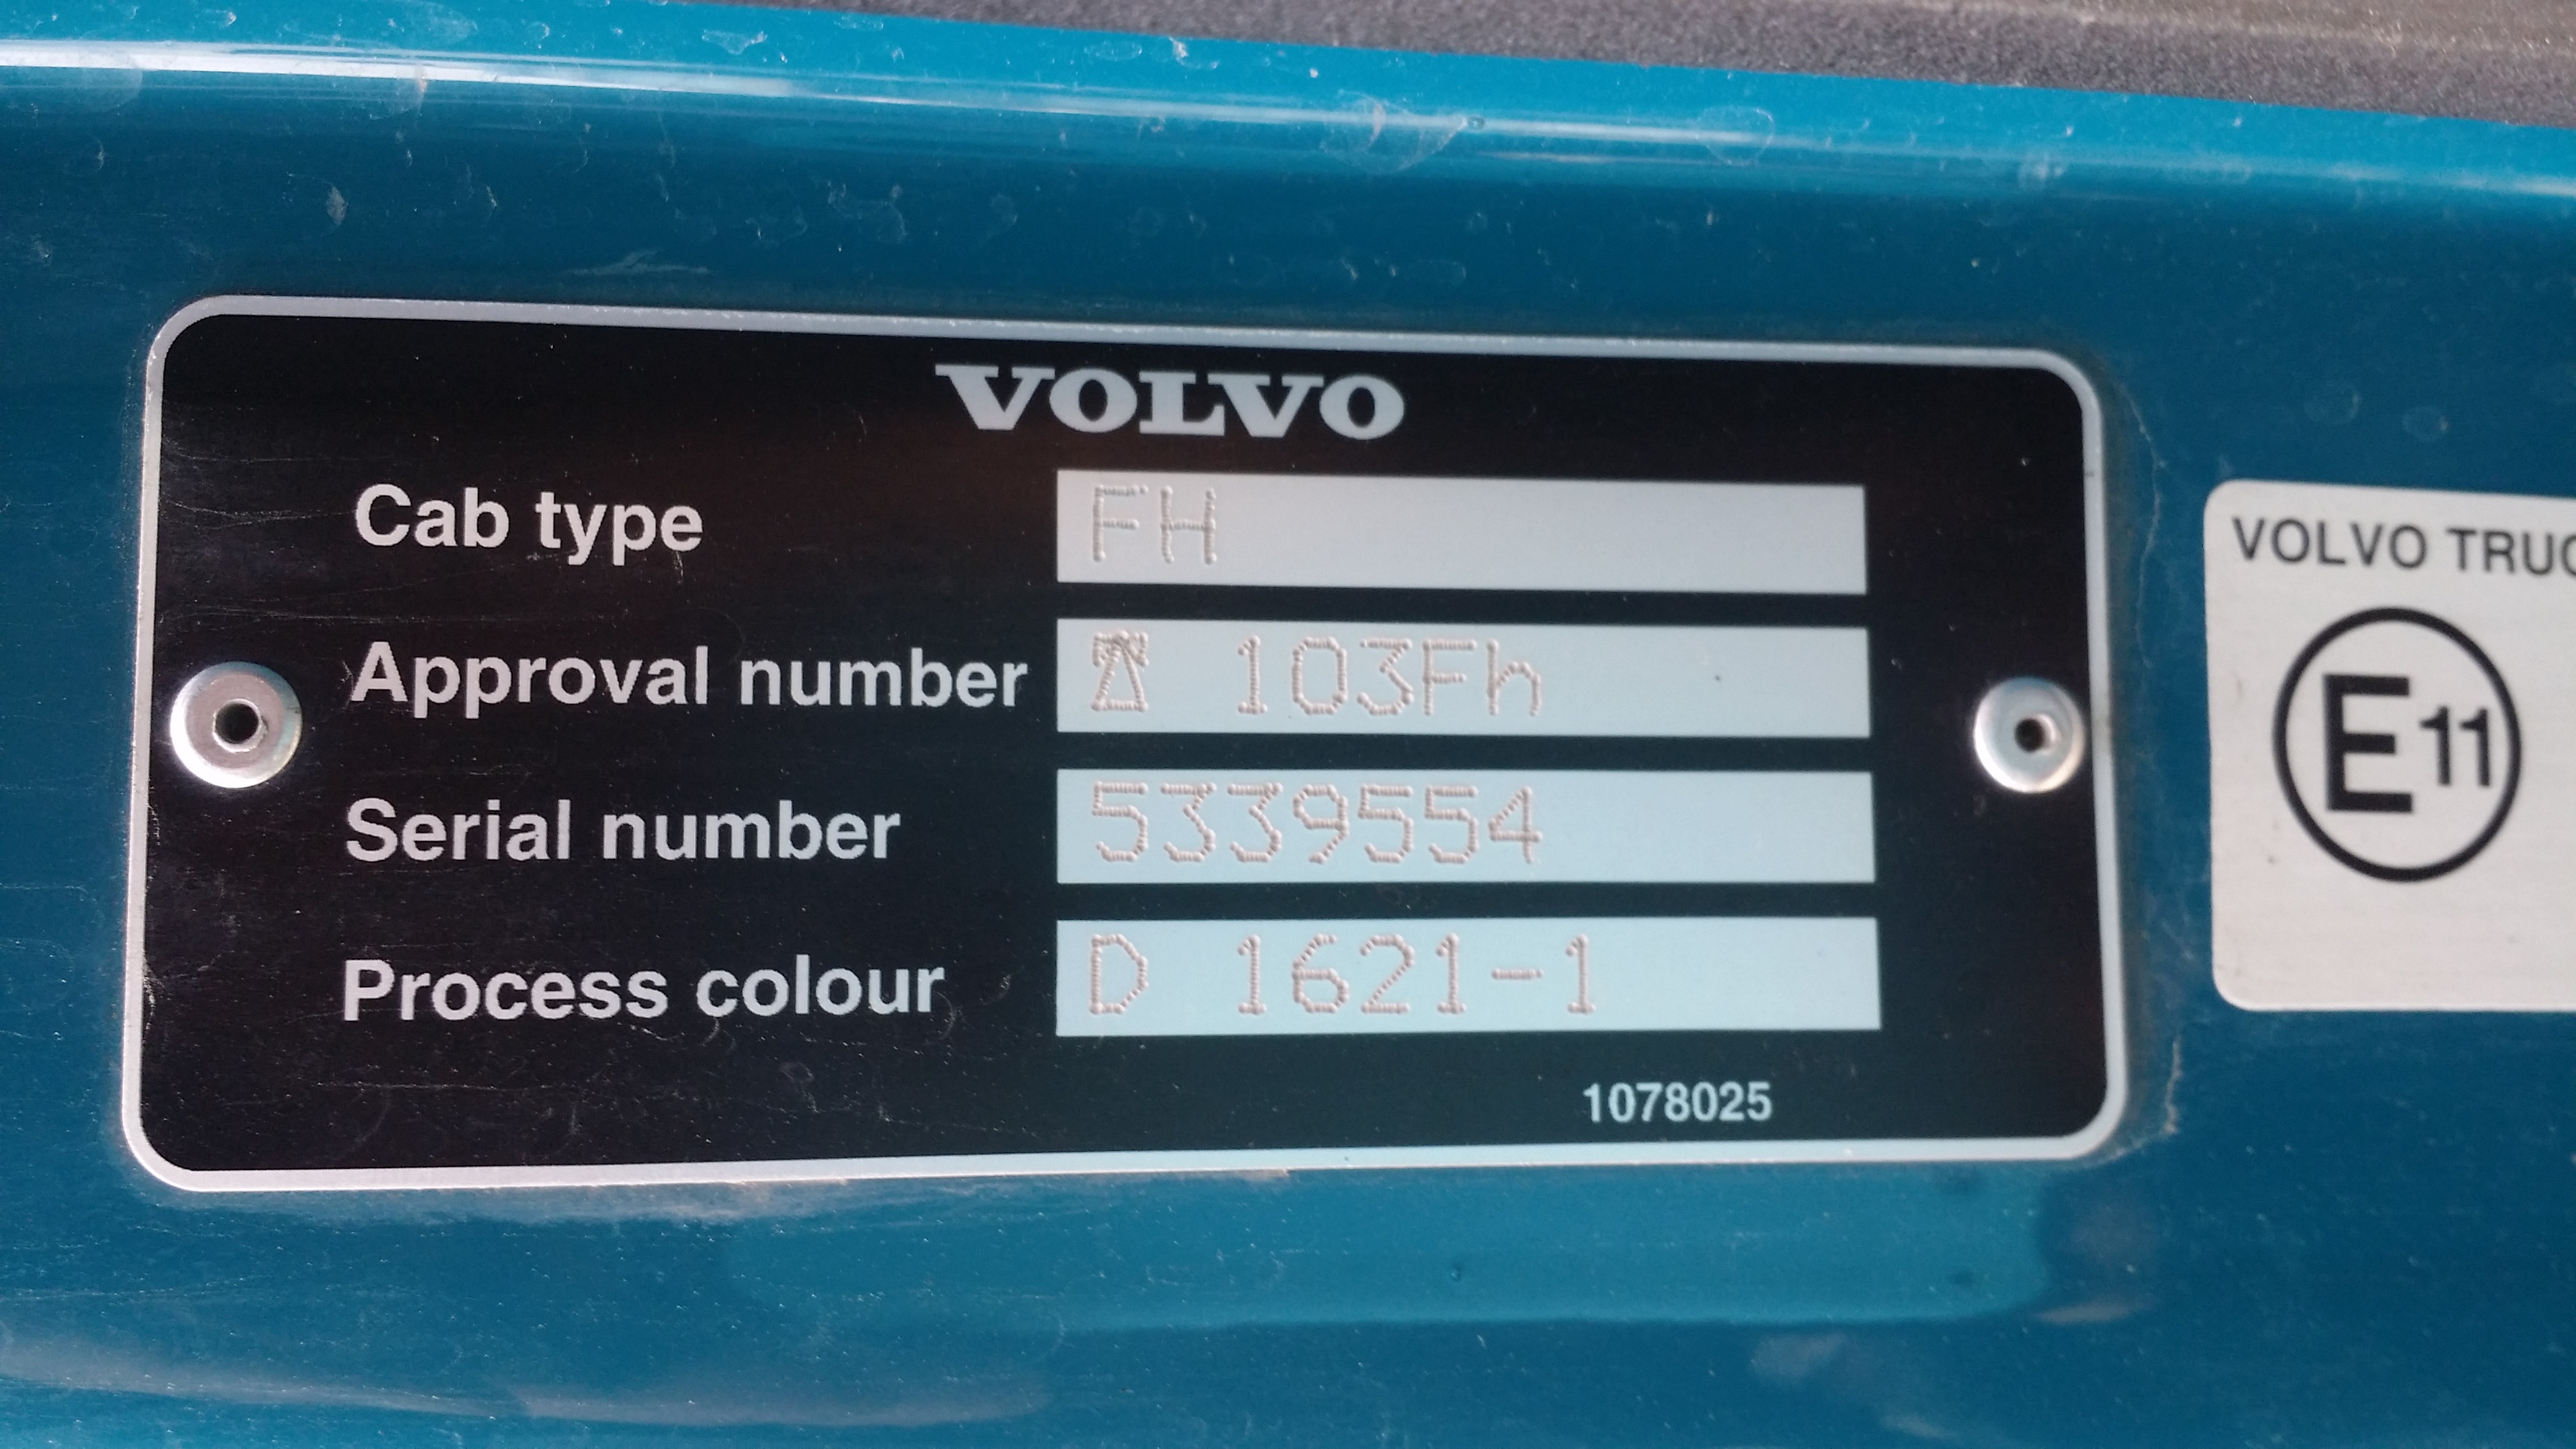 VOLVO
Cab type FH
Approval number 103Fh
Serial number 5339554
Process colour D 1621-1
1078025
VOLVO TRUC
E11